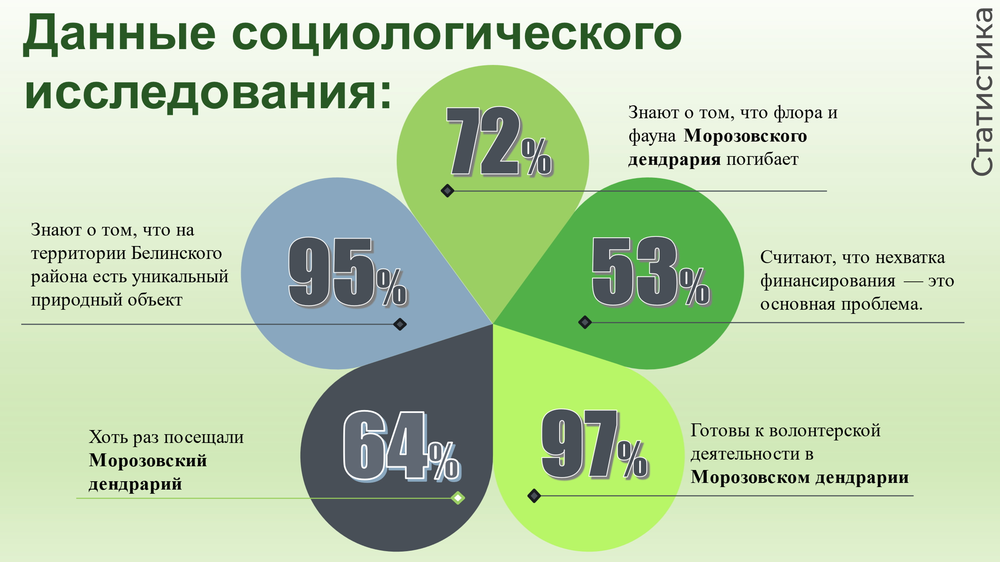 Данные социологического
исследования:
Статистика
72%
Знают о том, что флора и
фауна Морозовского
дендрария погибает
95%
Знают о том, что на
территории Белинского
района есть уникальный
природный объект
53%
Считают, что нехватка
финансирования — это
основная проблема.
64%
Хоть раз посещали
Морозовский
дендрарий
97%
Готовы к волонтерской
деятельности в
Морозовском дендрарии